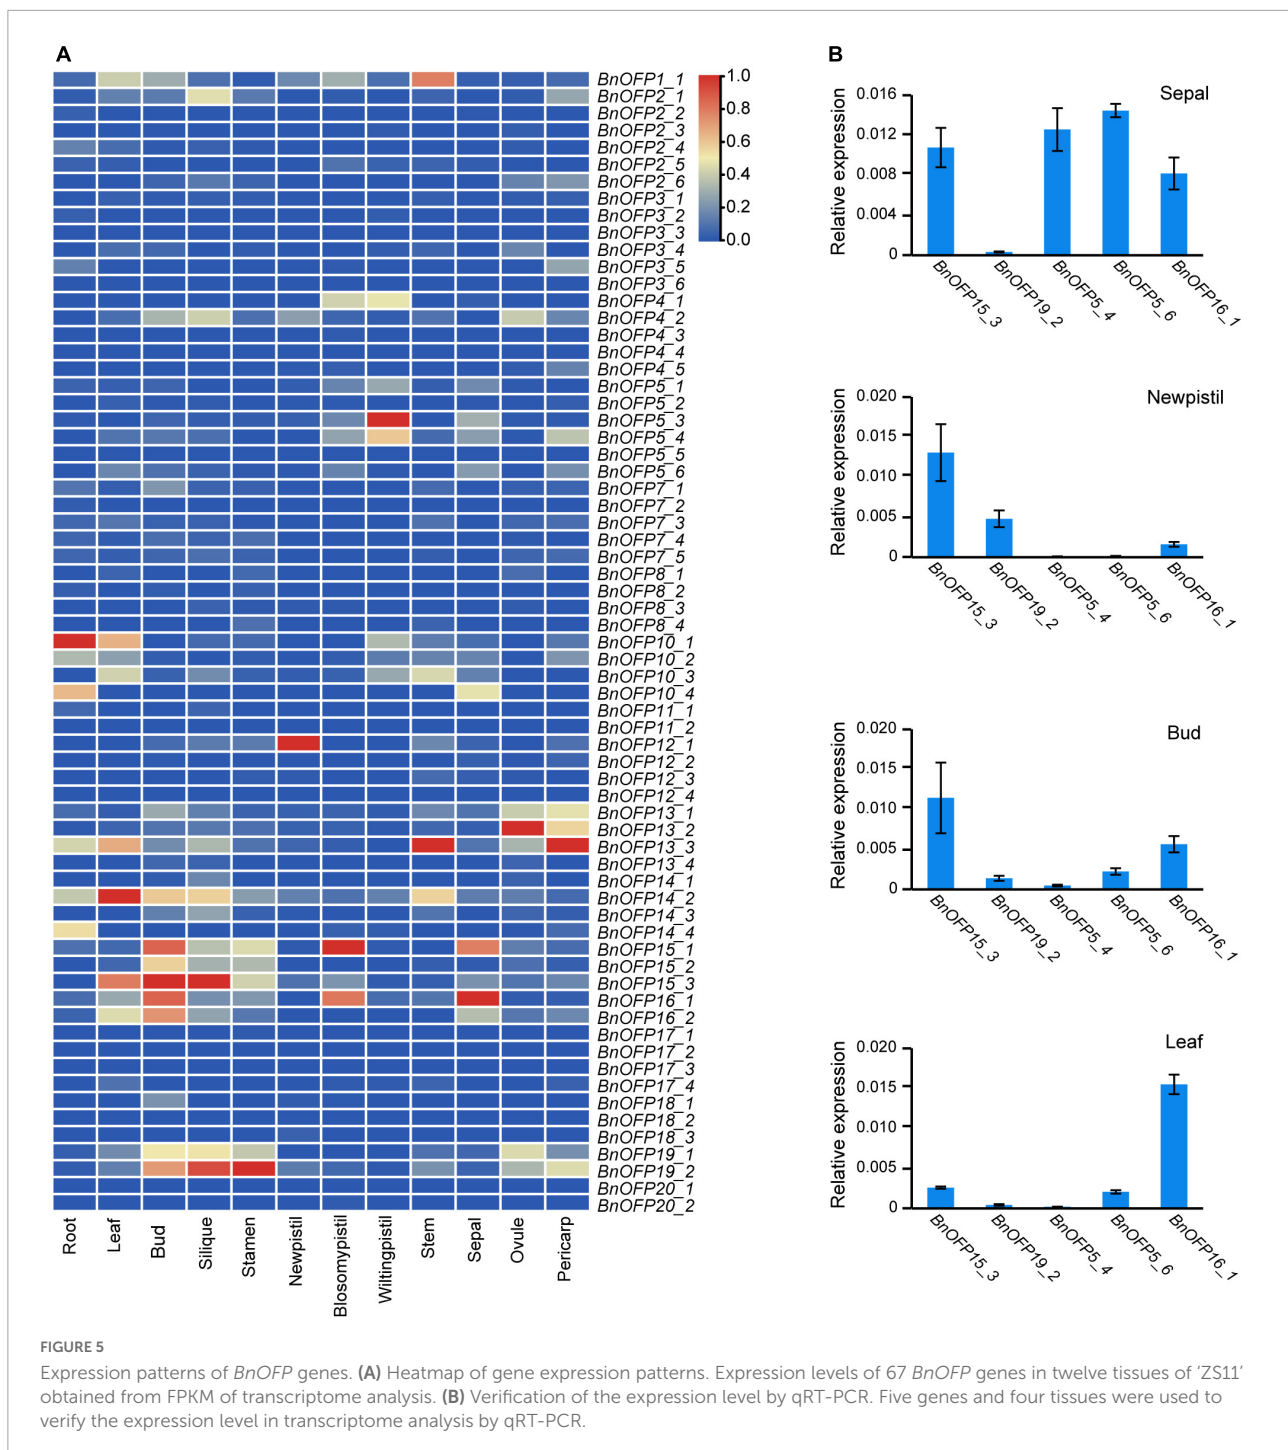 A
BnOFP1_1
BnOFP2_1
BnOFP2_2
BnOFP2_3
BnOFP2_4
BnOFP2_5
BnOFP2_6
BnOFP3_1
BnOFP3_2
BnOFP3_3
BnOFP3_4
BnOFP3_5
BnOFP3_6
BnOFP4_1
BnOFP4_2
BnOFP4_3
BnOFP4_4
BnOFP4_5
BnOFP5_1
BnOFP5_2
BnOFP5_3
BnOFP5_4
BnOFP5_5
BnOFP5_6
BnOFP7_1
BnOFP7_2
BnOFP7_3
BnOFP7_4
BnOFP7_5
BnOFP8_1
BnOFP8_2
BnOFP8_3
BnOFP8_4
BnOFP10_1
BnOFP10_2
BnOFP10_3
BnOFP10_4
BnOFP11_1
BnOFP11_2
BnOFP12_1
BnOFP12_2
BnOFP12_3
BnOFP12_4
BnOFP13_1
BnOFP13_2
BnOFP13_3
BnOFP13_4
BnOFP14_1
BnOFP14_2
BnOFP14_3
BnOFP14_4
BnOFP15_1
BnOFP15_2
BnOFP15_3
BnOFP16_1
BnOFP16_2
BnOFP17_1
BnOFP17_2
BnOFP17_3
BnOFP17_4
BnOFP18_1
BnOFP18_2
BnOFP18_3
BnOFP19_1
BnOFP19_2
BnOFP20_1
BnOFP20_2
Root
Leaf
Bud
Silique
Stamen
Newpistil
Blosomypistil
Wiltingpistil
Stem
Sepal
Ovule
Pericarp
1.0
0.8
0.6
0.4
0.2
0.0
B
Sepal
Relative expression
0.016
0.012
0.008
0.004
0
BnOFP15_3
BnOFP19_2
BnOFP5_4
BnOFP5_6
BnOFP16_1
Newpistil
Relative expression
0.020
0.015
0.010
0.005
0
BnOFP15_3
BnOFP19_2
BnOFP5_4
BnOFP5_6
BnOFP16_1
Bud
Relative expression
0.020
0.015
0.010
0.005
0
BnOFP15_3
BnOFP19_2
BnOFP5_4
BnOFP5_6
BnOFP16_1
Leaf
Relative expression
0.020
0.015
0.010
0.005
0
BnOFP15_3
BnOFP19_2
BnOFP5_4
BnOFP5_6
BnOFP16_1
FIGURE 5
Expression patterns of BnOFP genes. (A) Heatmap of gene expression patterns. Expression levels of 67 BnOFP genes in twelve tissues of ‘ZS11’
obtained from FPKM of transcriptome analysis. (B) Verification of the expression level by qRT-PCR. Five genes and four tissues were used to
verify the expression level in transcriptome analysis by qRT-PCR.